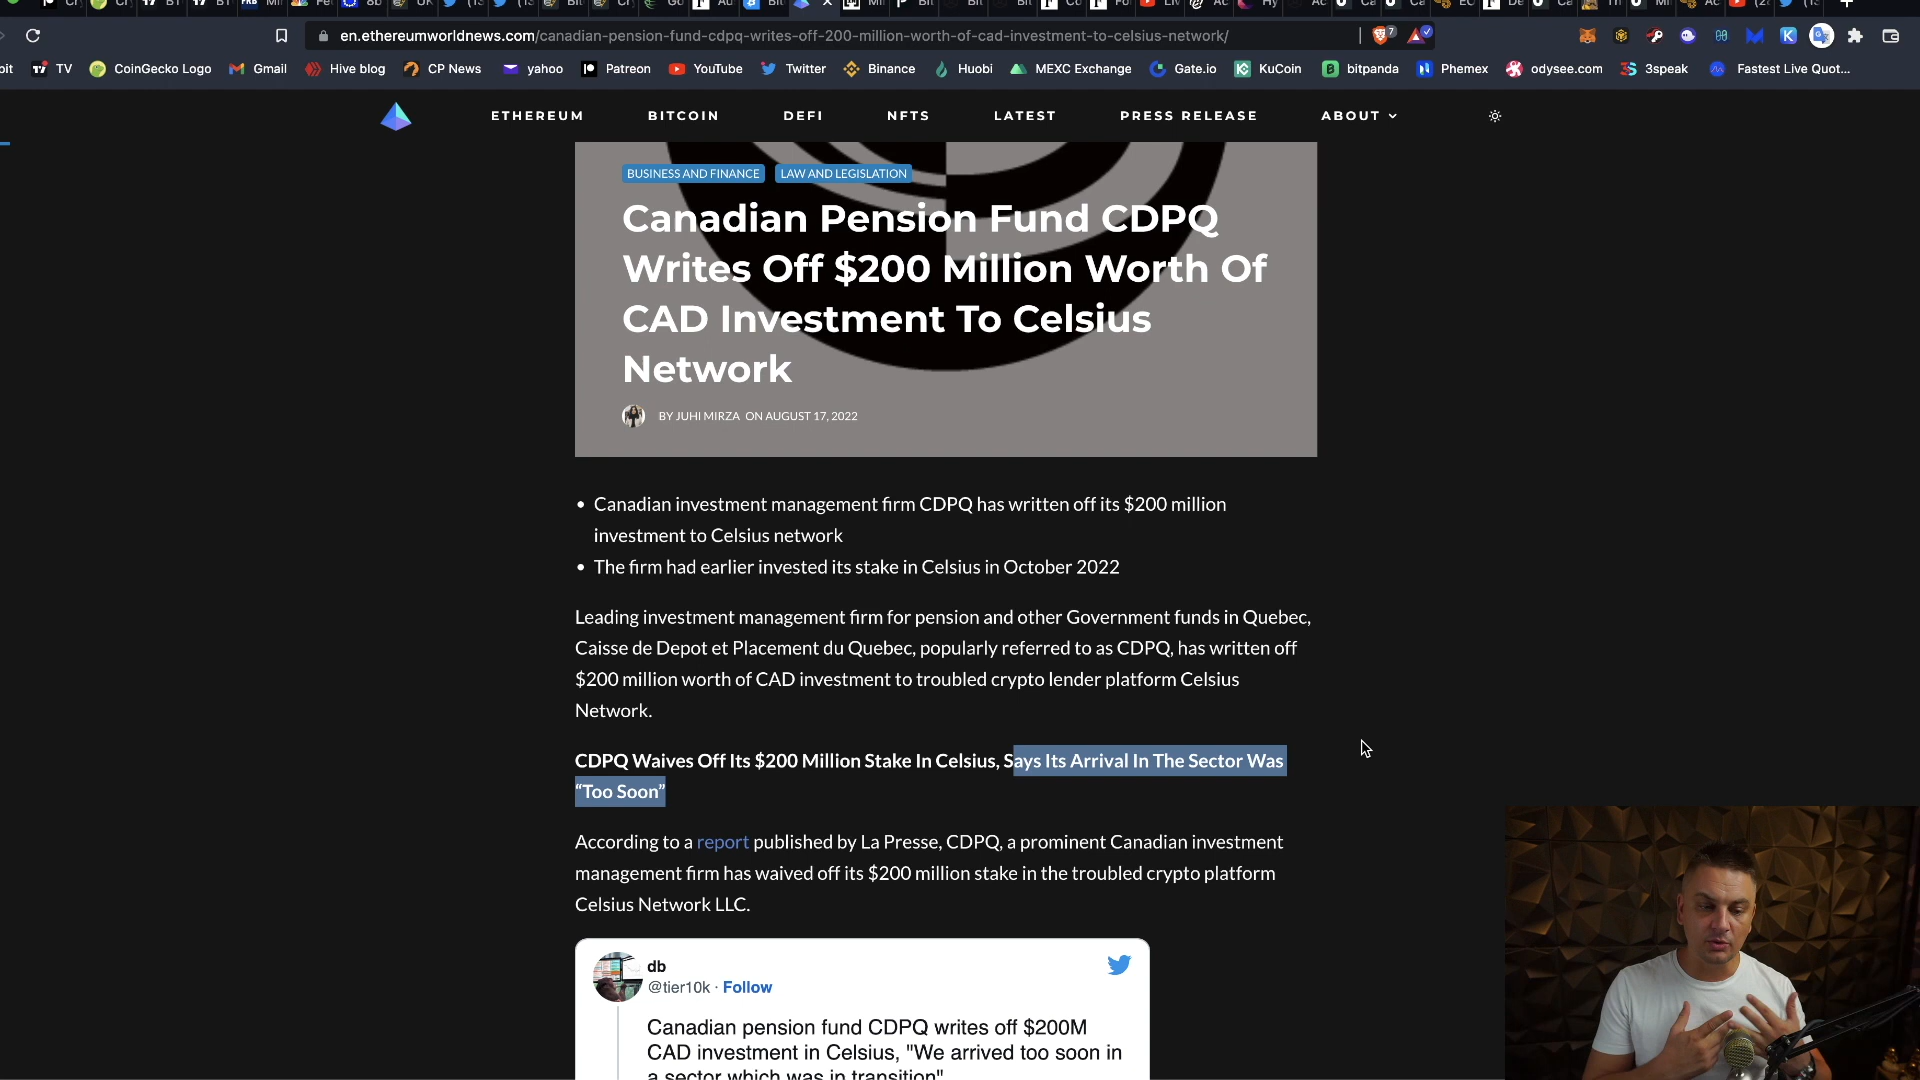 en.ethereumworldnews.com/canadian-pension-fund-cdpq-writes-off-200-million-worth-of-cad-investment-to-celsius-network/
7
TV CoinGecko Logo Gmail Hive blog CP News yahoo Patreon YouTube Twitter Binance Huobi MEXC Exchange Gate.io KuCoin bitpanda Phemex odysee.com 3speak Fastest Live Quot...
ETHEREUM BITCOIN DEFI NFTS LATEST PRESS RELEASE ABOUT
BUSINESS AND FINANCE LAW AND LEGISLATION
Canadian Pension Fund CDPQ
Writes Off $200 Million Worth Of
CAD Investment To Celsius
Network
BY JUHI MIRZA ON AUGUST 17, 2022
• Canadian investment management firm CDPQ has written off its $200 million
investment to Celsius network
• The firm had earlier invested its stake in Celsius in October 2022
Leading investment management firm for pension and other Government funds in Quebec,
Caisse de Depot et Placement du Quebec, popularly referred to as CDPQ, has written off
$200 million worth of CAD investment to troubled crypto lender platform Celsius
Network.
CDPQ Waives Off Its $200 Million Stake In Celsius, Says Its Arrival In The Sector Was
“Too Soon”
According to a report published by La Presse, CDPQ, a prominent Canadian investment
management firm has waived off its $200 million stake in the troubled crypto platform
Celsius Network LLC.
db
@tier10k · Follow
Canadian pension fund CDPQ writes off $200M
CAD investment in Celsius, "We arrived too soon in
a sector which was in transition"